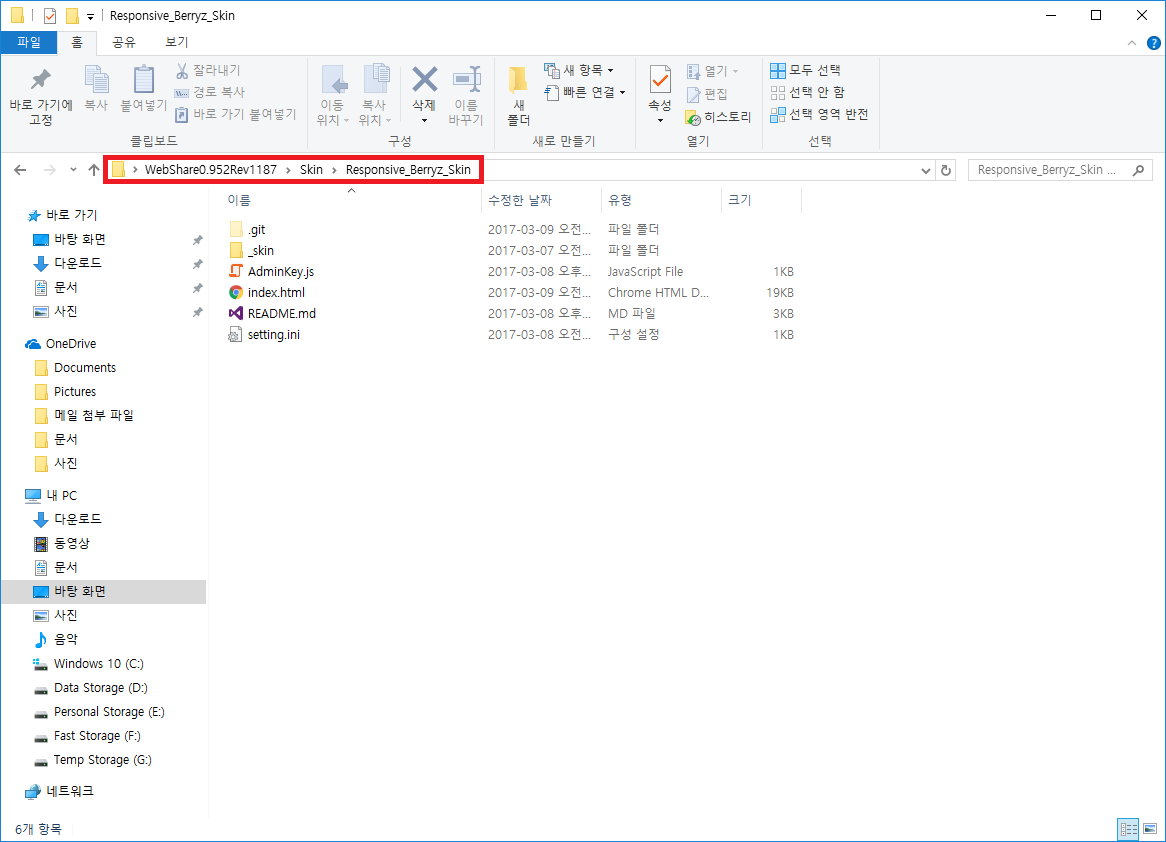 Responsive_Berryz_Skin
파일 홈 공유 보기
바로 가기에 고정
복사
붙여넣기
잘라내기
경로 복사
바로 가기 붙여넣기
클립보드
이동 위치
복사 위치
삭제
이름 바꾸기
구성
새 폴더
새 항목
빠른 연결
새로 만들기
속성
열기
편집
히스토리
열기
모두 선택
선택 안 함
선택 영역 반전
선택
WebShare0.952Rev1187 Skin Responsive_Berryz_Skin
Responsive_Berryz_Skin ...
바로 가기
바탕 화면
다운로드
문서
사진
OneDrive
Documents
Pictures
메일 첨부 파일
문서
사진
내 PC
다운로드
동영상
문서
바탕 화면
사진
음악
Windows 10 (C:)
Data Storage (D:)
Personal Storage (E:)
Fast Storage (F:)
Temp Storage (G:)
네트워크
이름 수정한 날짜 유형 크기
.git 2017-03-09 오전... 파일 폴더
_skin 2017-03-07 오전... 파일 폴더
AdminKey.js 2017-03-08 오후... JavaScript File 1KB
index.html 2017-03-09 오전... Chrome HTML D... 19KB
README.md 2017-03-08 오후... MD 파일 3KB
setting.ini 2017-03-08 오전... 구성 설정 1KB
6개 항목